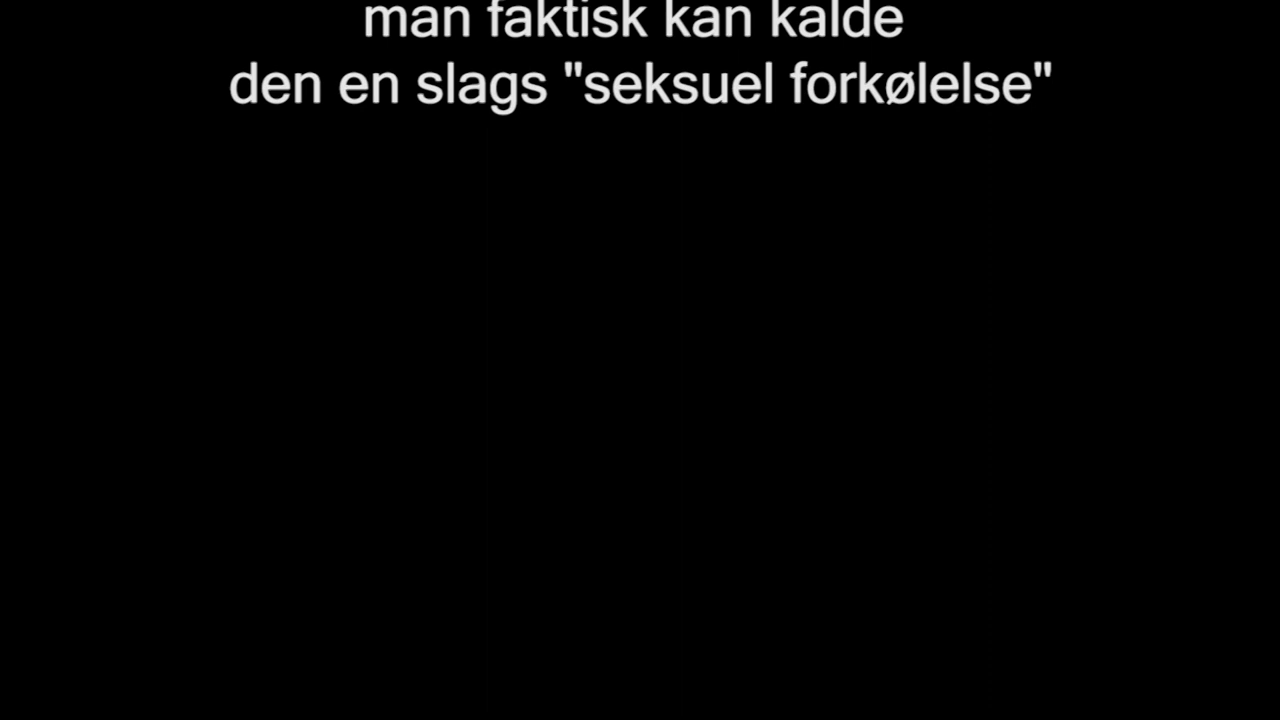 man faktisk kan kalde
den en slags "seksuel forkølelse"